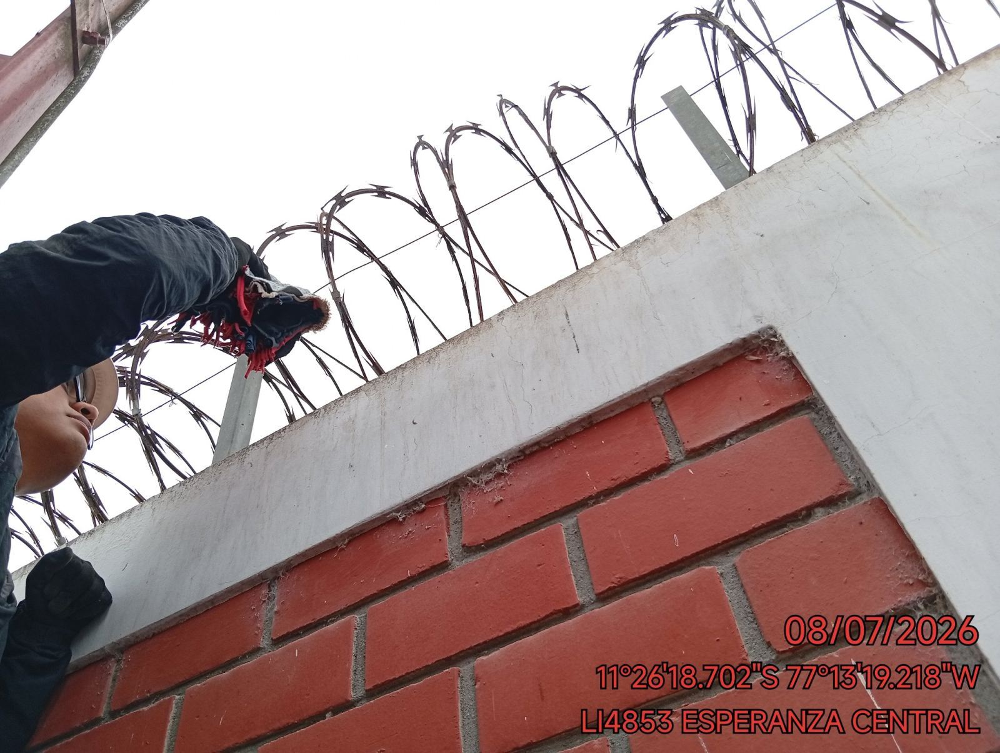 08/07/2026
11°26'18.702"S 77°13'19.218"W
LI4853 ESPERANZA CENTRAL